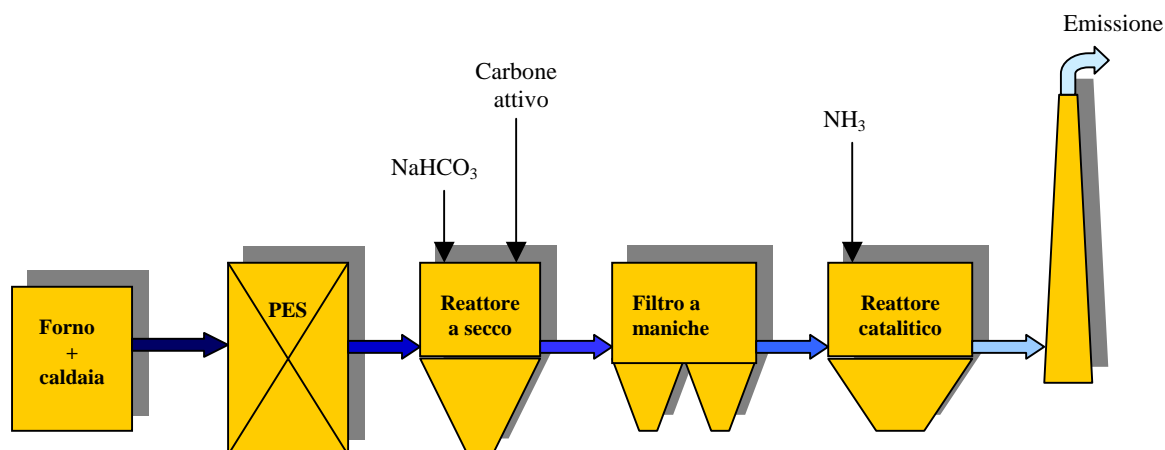 Emissione
Carbone
attivo
NH₃
NaHCO₃
Forno
+
caldaia
PES
Reattore
a secco
Filtro a
maniche
Reattore
catalitico